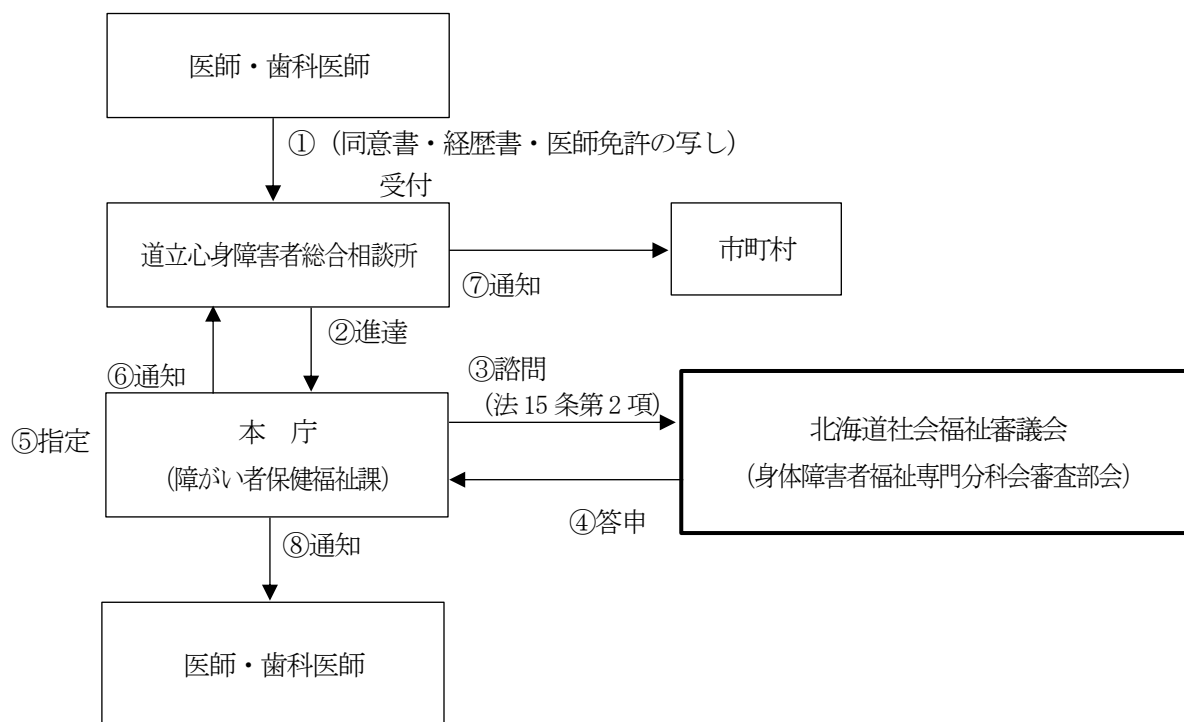 医師・歯科医師
①（同意書・経歴書・医師免許の写し）
受付
道立心身障害者総合相談所
市町村
⑦通知
②進達
⑥通知
③諮問
（法15条第2項）
⑤指定
本 庁
（障がい者保健福祉課）
北海道社会福祉審議会
（身体障害者福祉専門分科会審査部会）
④答申
⑧通知
医師・歯科医師